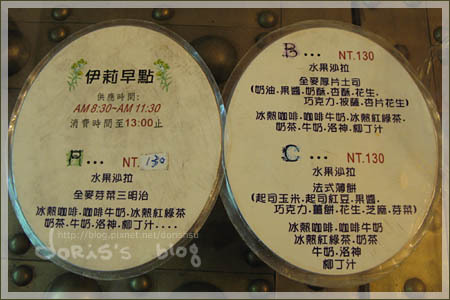 伊莉早點
供應時間:
AM 8:30~AM 11:30
消費時間至13:00止
A... NT.130
水果沙拉
全麥芽菜三明治
冰熱咖啡.咖啡牛奶.冰熱紅綠茶
奶茶.牛奶.洛神.柳丁汁....
B... NT.130
水果沙拉
全麥厚片土司
(奶油.果醬.奶酥.杏酥.花生.
巧克力.披薩.杏片花生)
冰熱咖啡.咖啡牛奶.冰熱紅綠茶
奶茶.牛奶.洛神.柳丁汁
C... NT.130
水果沙拉
法式薄餅
(起司玉米.起司紅豆.果醬.
巧克力.薑餅.花生.芝麻.芽菜)
冰熱咖啡.咖啡牛奶
冰熱紅綠茶.奶茶
牛奶.洛神
柳丁汁
DORIS'S blog